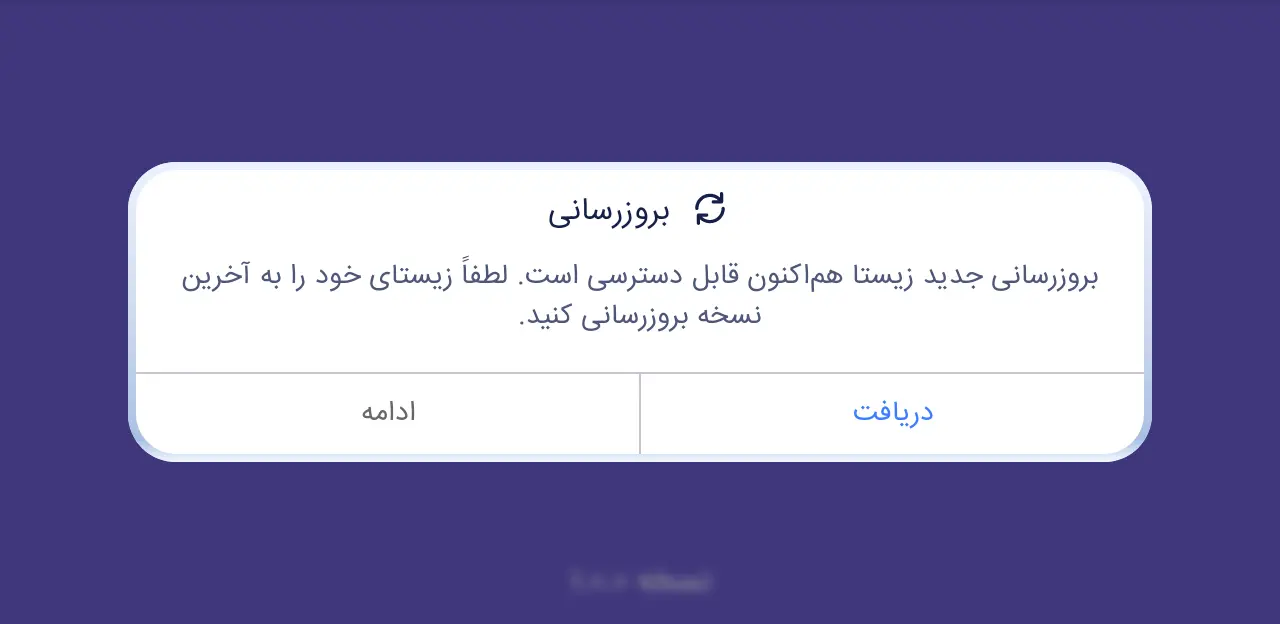 بروزرسانی
بروزرسانی جدید زیستا هم‌اکنون قابل دسترسی است. لطفاً زیستای خود را به آخرین
نسخه بروزرسانی کنید.
دریافت
ادامه
نسخه